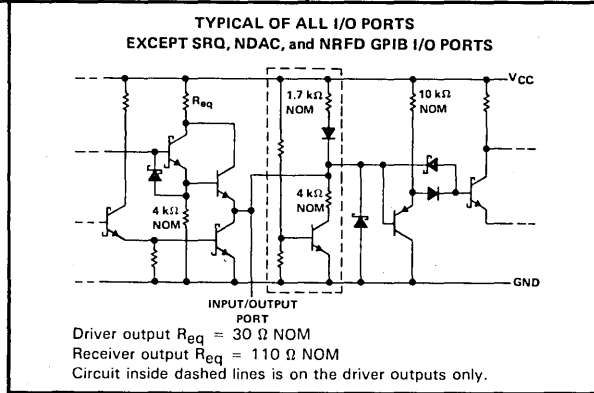 TYPICAL OF ALL I/O PORTS
EXCEPT SRQ, NDAC, and NRFD GPIB I/O PORTS
VCC
Req
1.7 kΩ
NOM
10 kΩ
NOM
4 kΩ
NOM
4 kΩ
NOM
GND
INPUT/OUTPUT
PORT
Driver output Req = 30 Ω NOM
Receiver output Req = 110 Ω NOM
Circuit inside dashed lines is on the driver outputs only.